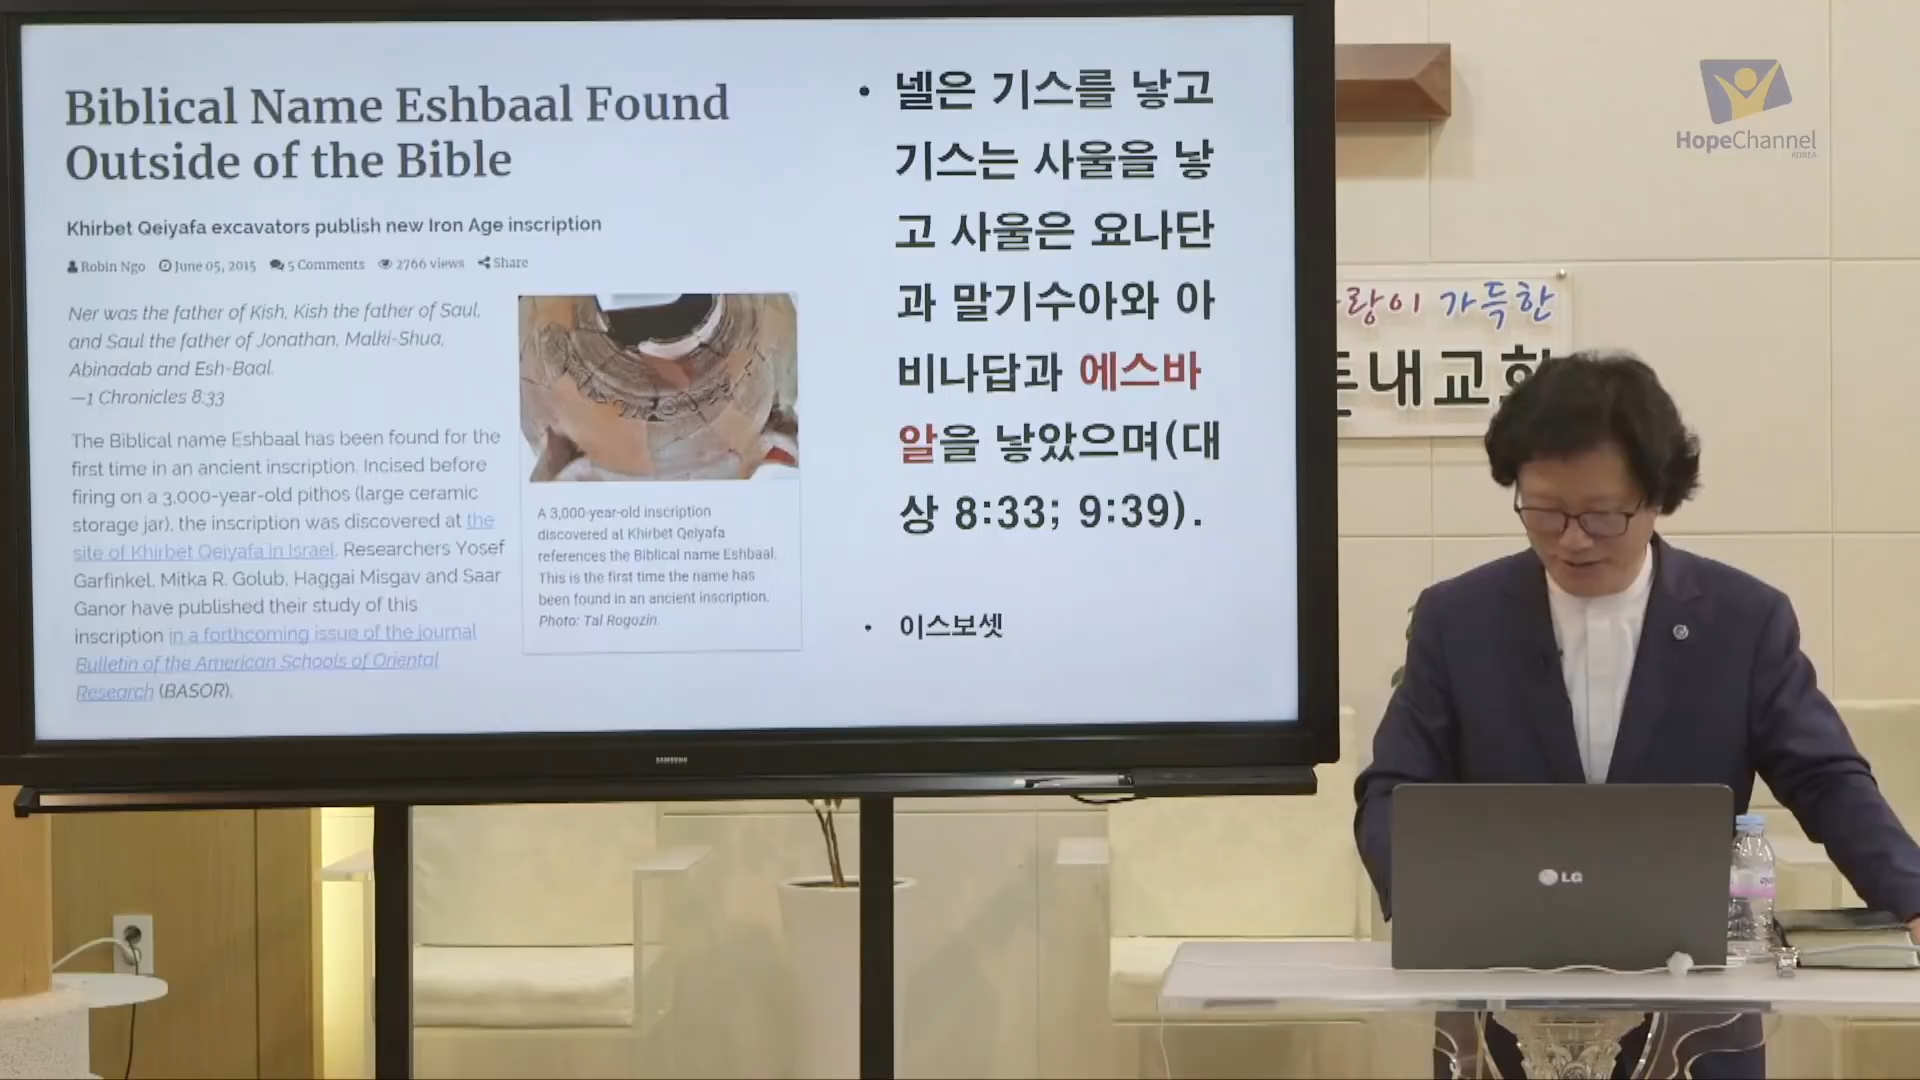 Biblical Name Eshbaal Found
Outside of the Bible
Khirbet Qeiyafa excavators publish new Iron Age inscription
Robin Ngo June 05, 2015 5 Comments 2766 views Share
Ner was the father of Kish, Kish the father of Saul,
and Saul the father of Jonathan, Malki-Shua,
Abinadab and Esh-Baal.
—1 Chronicles 8:33
The Biblical name Eshbaal has been found for the
first time in an ancient inscription. Incised before
firing on a 3,000-year-old pithos (large ceramic
storage jar), the inscription was discovered at the
site of Khirbet Qeiyafa in Israel. Researchers Yosef
Garfinkel, Mitka R. Golub, Haggai Misgav and Saar
Ganor have published their study of this
inscription in a forthcoming issue of the journal
Bulletin of the American Schools of Oriental
Research (BASOR).
A 3,000-year-old inscription
discovered at Khirbet Qeiyafa
references the Biblical name Eshbaal.
This is the first time the name has
been found in an ancient inscription.
Photo: Tal Rogozin.
• 넬은 기스를 낳고
기스는 사울을 낳
고 사울은 요나단
과 말기수아와 아
비나답과 에스바
알을 낳았으며(대
상 8:33; 9:39).
• 이스보셋
SAMSUNG
HopeChannel
KOREA
가득한
내교회
LG